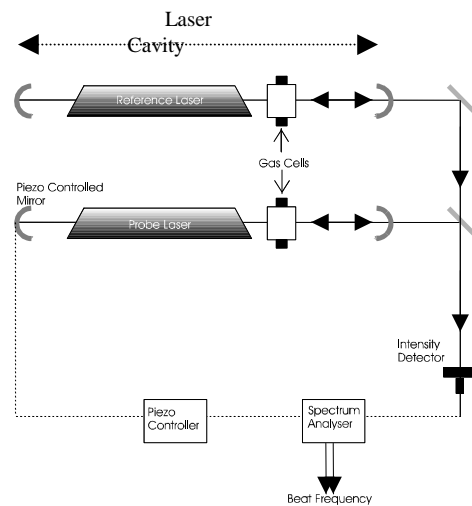 Laser
Cavity
Reference Laser
Gas Cells
Piezo Controlled
Mirror
Probe Laser
Intensity
Detector
Piezo
Controller
Spectrum
Analyser
Beat Frequency